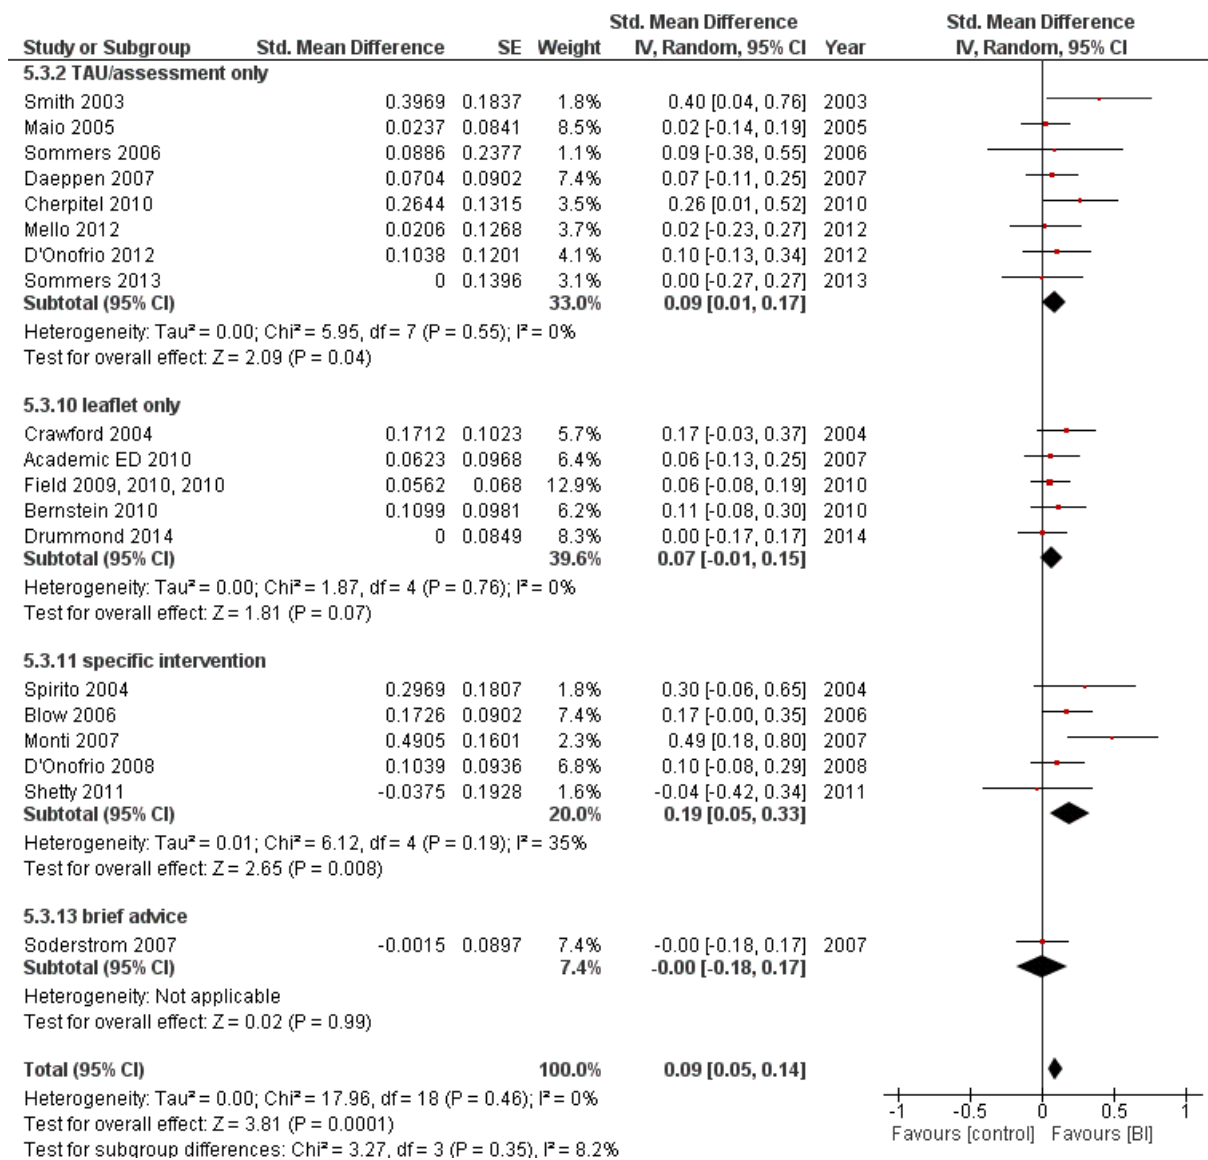 Std. Mean Difference Std. Mean Difference
Study or Subgroup Std. Mean Difference SE Weight IV, Random, 95% CI Year IV, Random, 95% CI
5.3.2 TAU/assessment only
Smith 2003 0.3969 0.1837 1.8% 0.40 [0.04, 0.76] 2003
Maio 2005 0.0237 0.0841 8.5% 0.02 [-0.14, 0.19] 2005
Sommers 2006 0.0886 0.2377 1.1% 0.09 [-0.38, 0.55] 2006
Daeppen 2007 0.0704 0.0902 7.4% 0.07 [-0.11, 0.25] 2007
Cherpitel 2010 0.2644 0.1315 3.5% 0.26 [0.01, 0.52] 2010
Mello 2012 0.0206 0.1268 3.7% 0.02 [-0.23, 0.27] 2012
D'Onofrio 2012 0.1038 0.1201 4.1% 0.10 [-0.13, 0.34] 2012
Sommers 2013 0 0.1396 3.1% 0.00 [-0.27, 0.27] 2013
Subtotal (95% CI) 33.0% 0.09 [0.01, 0.17]
Heterogeneity: Tau² = 0.00; Chi² = 5.95, df = 7 (P = 0.55); I² = 0%
Test for overall effect: Z = 2.09 (P = 0.04)
5.3.10 leaflet only
Crawford 2004 0.1712 0.1023 5.7% 0.17 [-0.03, 0.37] 2004
Academic ED 2010 0.0623 0.0968 6.4% 0.06 [-0.13, 0.25] 2007
Field 2009, 2010, 2010 0.0562 0.068 12.9% 0.06 [-0.08, 0.19] 2010
Bernstein 2010 0.1099 0.0981 6.2% 0.11 [-0.08, 0.30] 2010
Drummond 2014 0 0.0849 8.3% 0.00 [-0.17, 0.17] 2014
Subtotal (95% CI) 39.6% 0.07 [-0.01, 0.15]
Heterogeneity: Tau² = 0.00; Chi² = 1.87, df = 4 (P = 0.76); I² = 0%
Test for overall effect: Z = 1.81 (P = 0.07)
5.3.11 specific intervention
Spirito 2004 0.2969 0.1807 1.8% 0.30 [-0.06, 0.65] 2004
Blow 2006 0.1726 0.0902 7.4% 0.17 [-0.00, 0.35] 2006
Monti 2007 0.4905 0.1601 2.3% 0.49 [0.18, 0.80] 2007
D'Onofrio 2008 0.1039 0.0936 6.8% 0.10 [-0.08, 0.29] 2008
Shetty 2011 -0.0375 0.1928 1.6% -0.04 [-0.42, 0.34] 2011
Subtotal (95% CI) 20.0% 0.19 [0.05, 0.33]
Heterogeneity: Tau² = 0.01; Chi² = 6.12, df = 4 (P = 0.19); I² = 35%
Test for overall effect: Z = 2.65 (P = 0.008)
5.3.13 brief advice
Soderstrom 2007 -0.0015 0.0897 7.4% -0.00 [-0.18, 0.17] 2007
Subtotal (95% CI) 7.4% -0.00 [-0.18, 0.17]
Heterogeneity: Not applicable
Test for overall effect: Z = 0.02 (P = 0.99)
Total (95% CI) 100.0% 0.09 [0.05, 0.14]
Heterogeneity: Tau² = 0.00; Chi² = 17.96, df = 18 (P = 0.46); I² = 0%
Test for overall effect: Z = 3.81 (P = 0.0001)
Test for subgroup differences: Chi² = 3.27, df = 3 (P = 0.35), I² = 8.2%
-1 -0.5 0 0.5 1
Favours [control] Favours [BI]